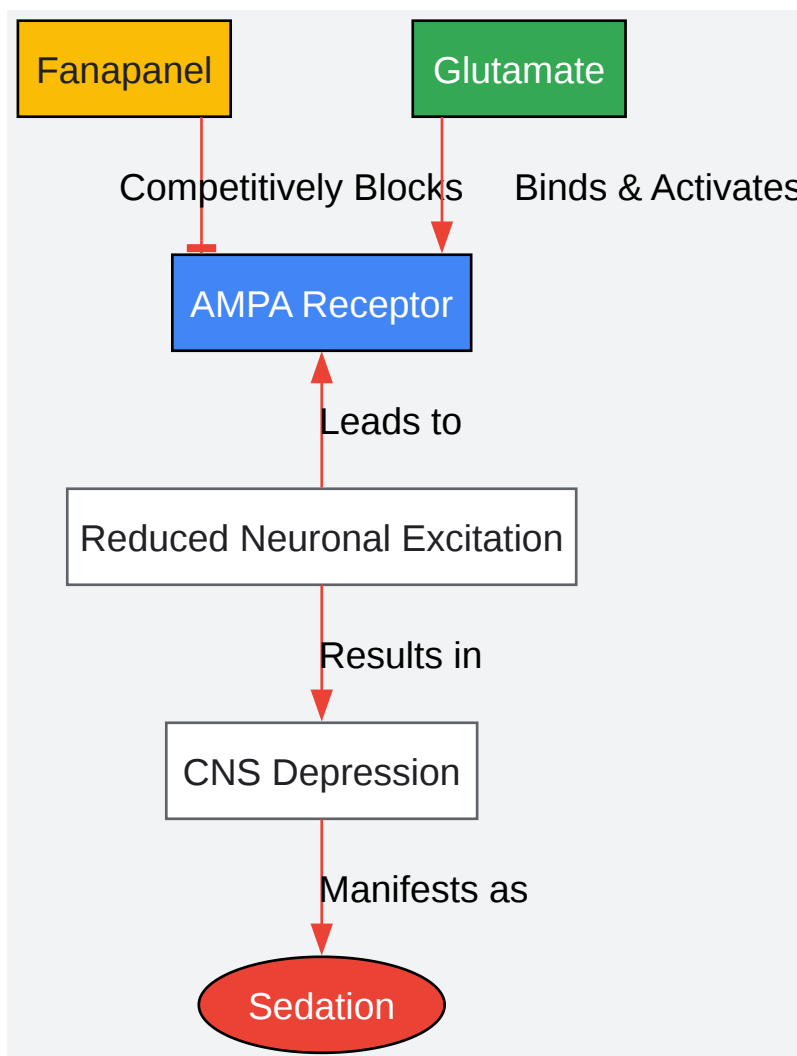 Fanapanel
Glutamate
Competitively Blocks
Binds & Activates
AMPA Receptor
Leads to
Reduced Neuronal Excitation
Results in
CNS Depression
Manifests as
Sedation